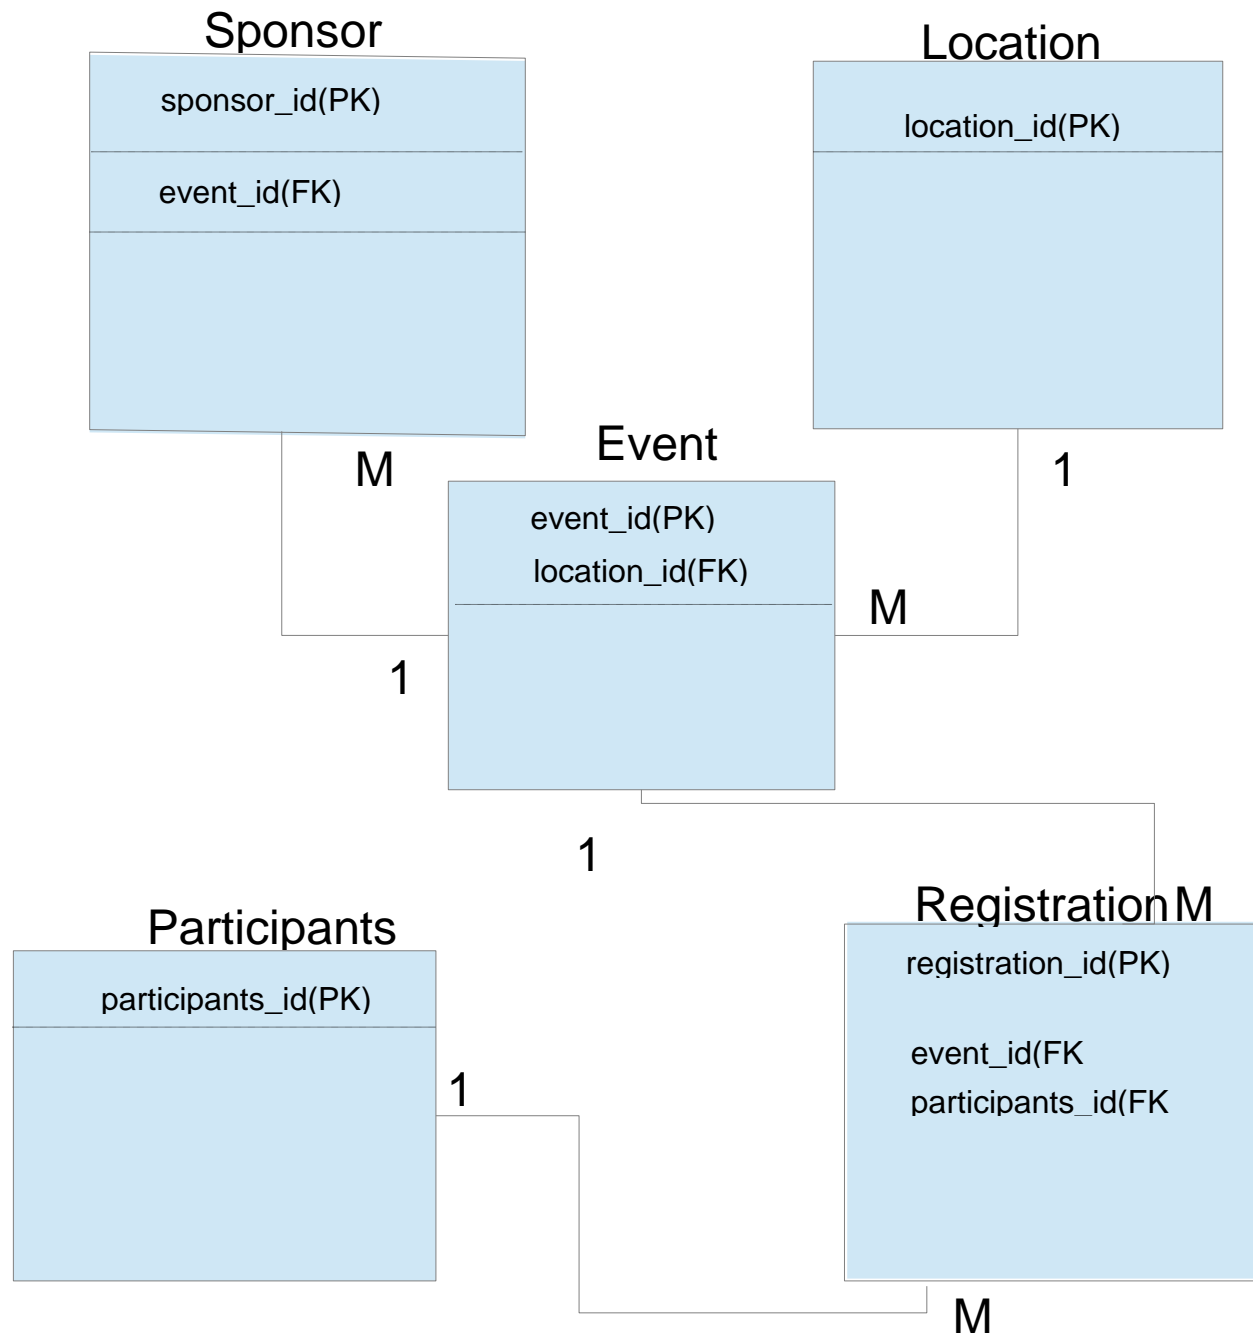 Sponsor
sponsor_id(PK)
event_id(FK)
M
Location
location_id(PK)
1
Event
event_id(PK)
location_id(FK)
M
1
1
Participants
participants_id(PK)
1
Registration M
registration_id(PK)
event_id(FK
participants_id(FK
M